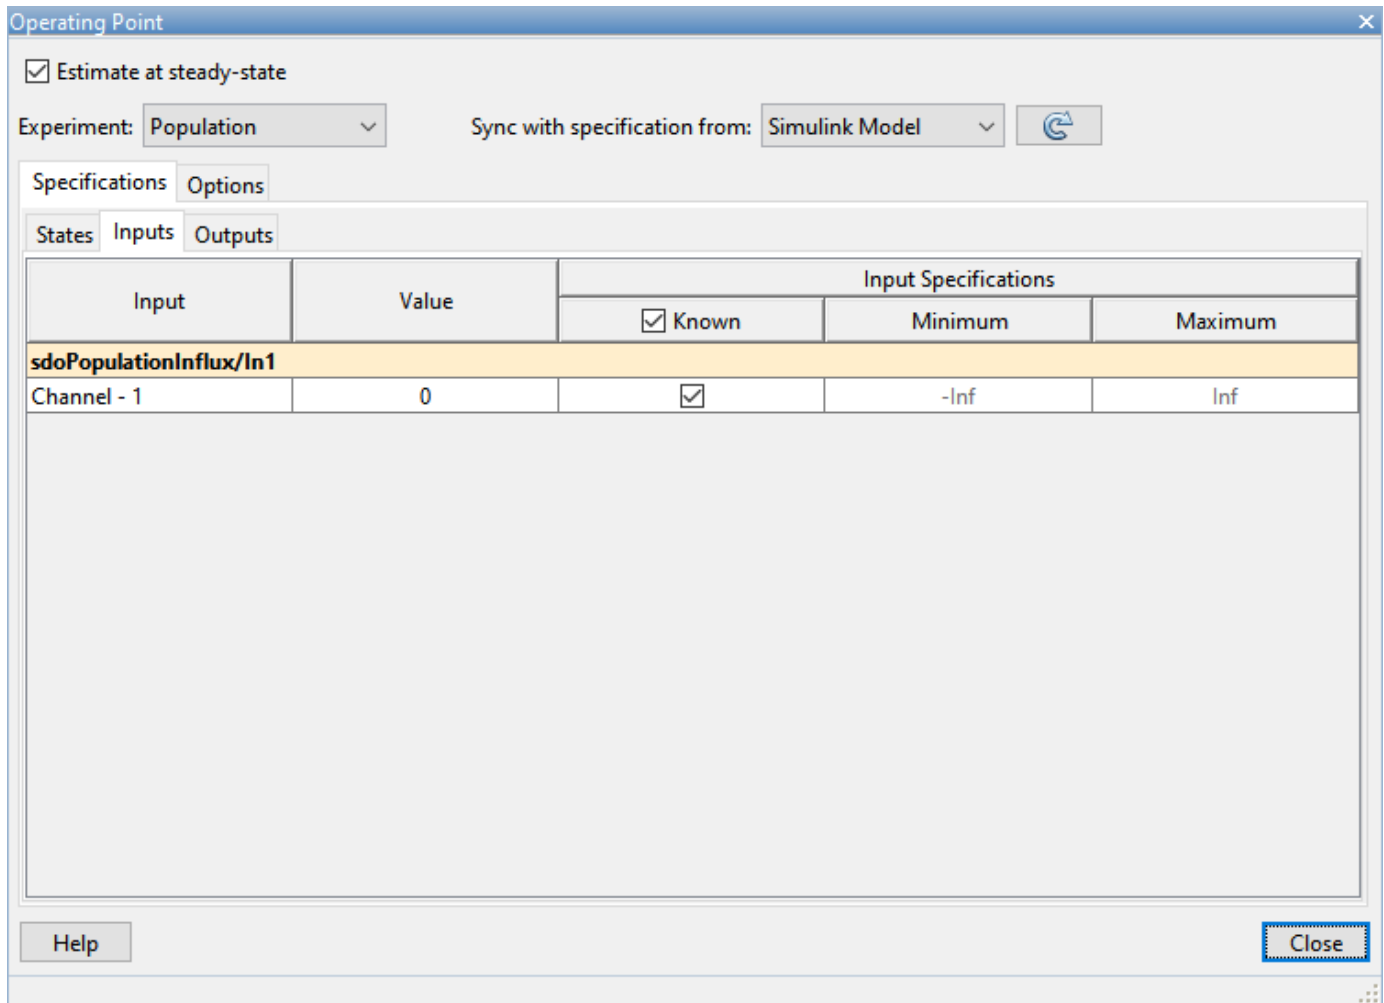 Operating Point
Estimate at steady-state
Experiment: Population Sync with specification from: Simulink Model
Specifications Options
States Inputs Outputs
Input Value Input Specifications
Known Minimum Maximum
sdoPopulationInflux/In1
Channel - 1 0 -Inf Inf
Help Close